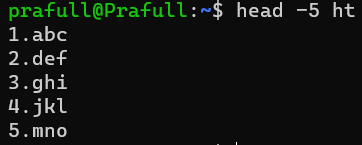 prafull@Prafull:~$ head -5 ht
1.abc
2.def
3.ghi
4.jkl
5.mno